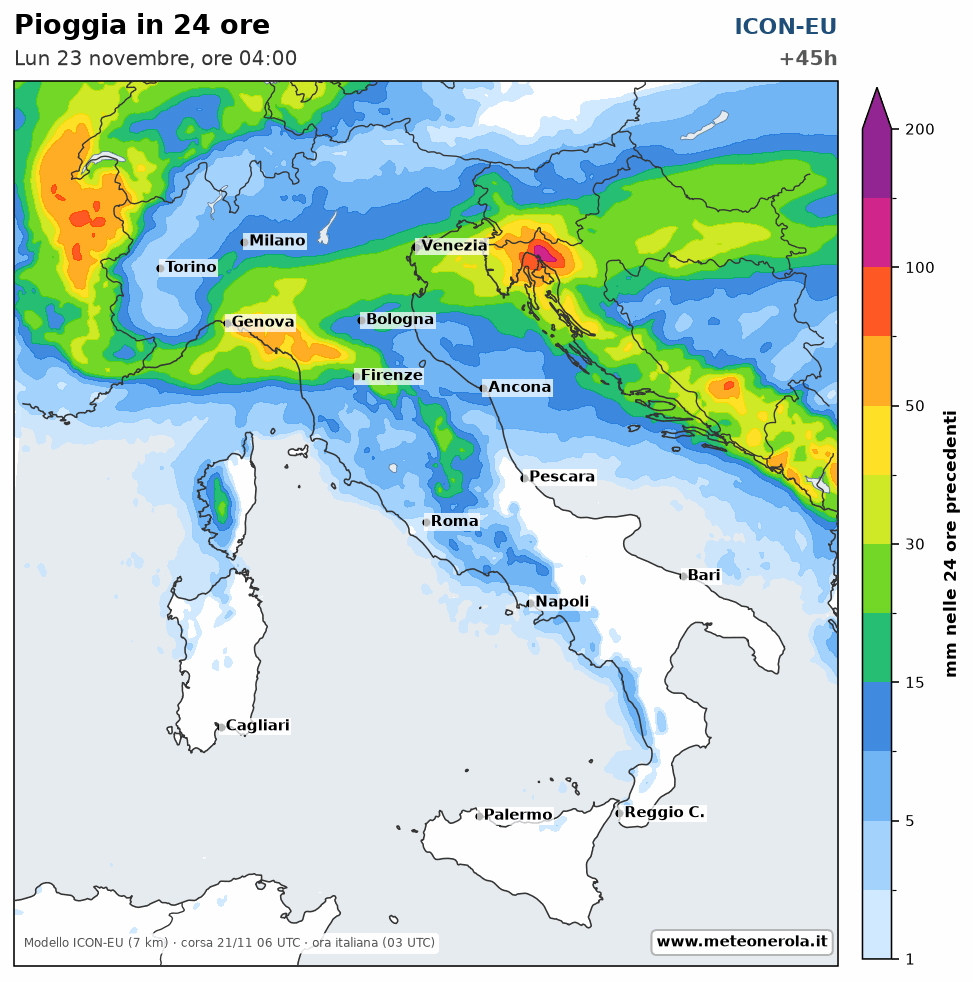 Pioggia in 24 ore
ICON-EU
Lun 23 novembre, ore 04:00
+45h
Milano
Venezia
Torino
Genova
Bologna
Firenze
Ancona
Pescara
Roma
Bari
Napoli
Cagliari
Palermo
Reggio C.
200
100
50
30
15
5
1
mm nelle 24 ore precedenti
Modello ICON-EU (7 km) · corsa 21/11 06 UTC · ora italiana (03 UTC)
www.meteonerola.it